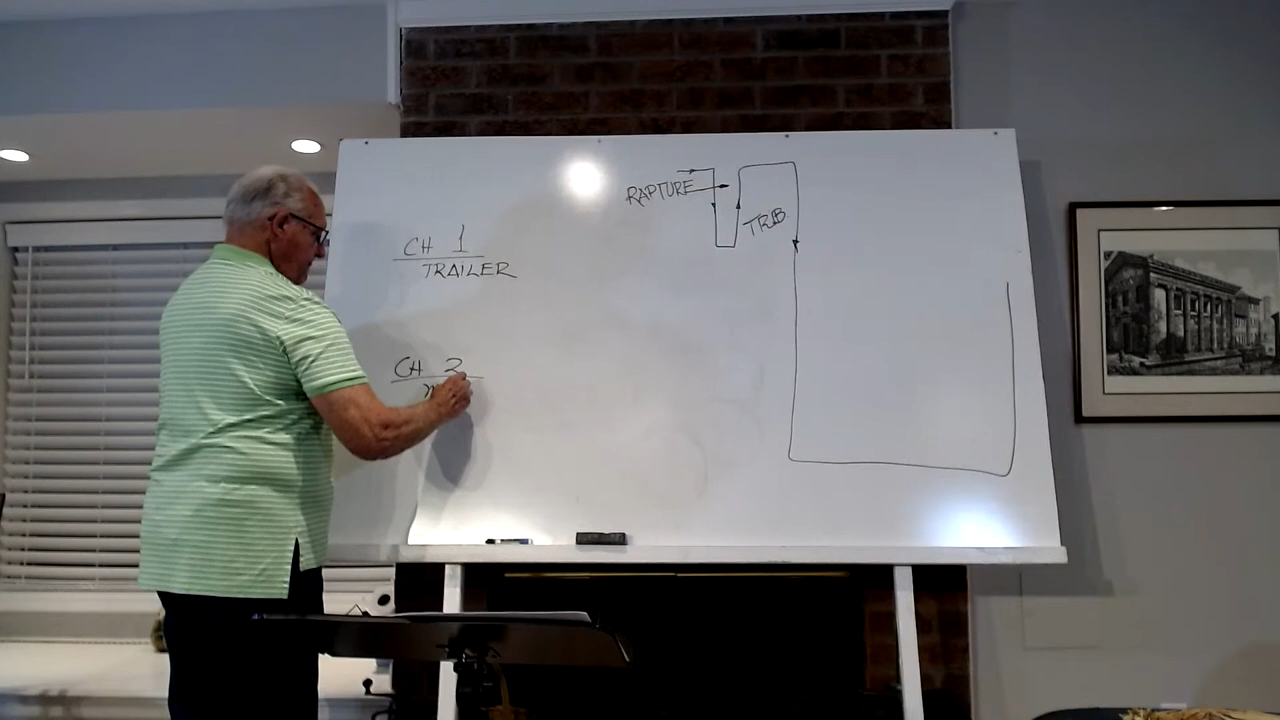 CH 1
TRAILER
CH 2
RAPTURE
TRIB.